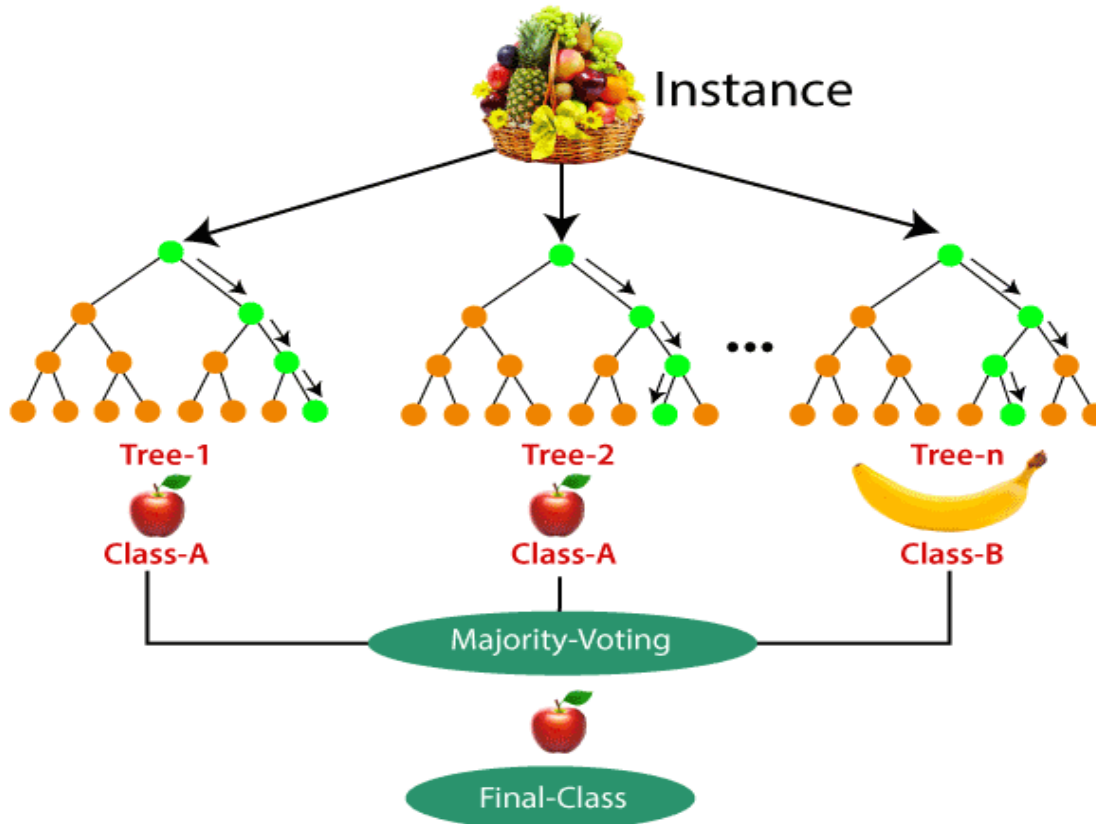 Instance
Tree-1
Tree-2
Tree-n
Class-A
Class-A
Class-B
Majority-Voting
Final-Class